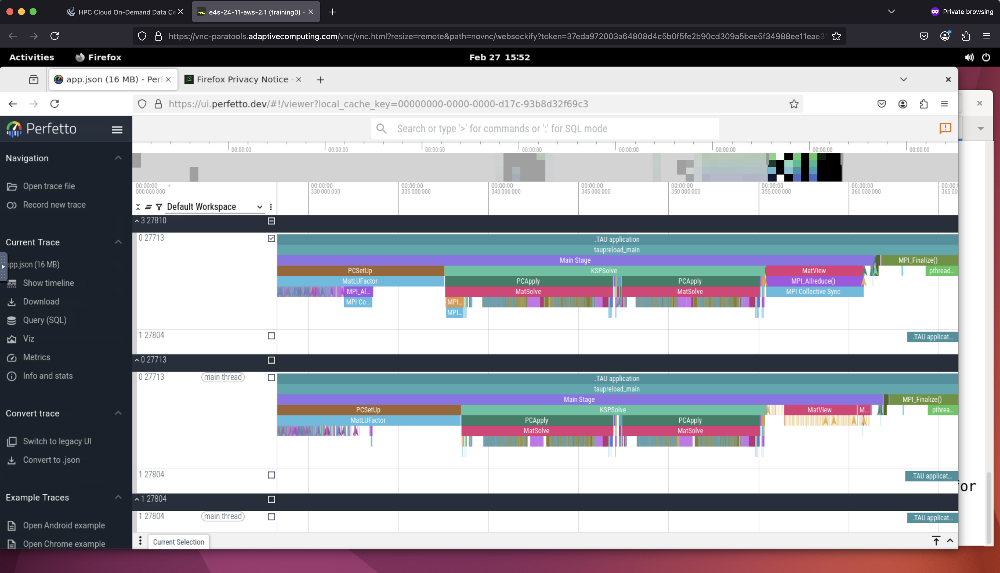 HPC Cloud On-Demand Data Ce
e4s-24-11-aws-2:1 (training0) -
Private browsing
https://vnc-paratools.adaptivecomputing.com/vnc/vnc.html?resize=remote&path=novnc/websockify?token=37eda972003a64808d4c5b0f5fe2b90cd309a5bee5f34988ee11eae3
Activities
Firefox
Feb 27 15:52
app.json (16 MB) - Perf
Firefox Privacy Notice -
https://ui.perfetto.dev/#!/viewer?local_cache_key=00000000-0000-0000-d17c-93b8d32f69c3
Perfetto
Search or type '>' for commands or ':' for SQL mode
Navigation
Open trace file
Record new trace
Current Trace
app.json (16 MB)
Show timeline
Download
Query (SQL)
Viz
Metrics
Info and stats
Convert trace
Switch to legacy UI
Convert to .json
Example Traces
Open Android example
Open Chrome example
00:00:00 00:00:00 00:00:00 00:00:00 00:00:00 00:00:00 00:00:00 00:00:00
00:00:00 + 00:00:00 00:00:00 00:00:00 00:00:00 00:00:00 00:00:00 00:00:00 00:00:0
000 000 000 330 000 000 335 000 000 340 000 000 345 000 000 350 000 000 355 000 000 360 000 000 365 00
Default Workspace
3 27810
0 27713
.TAU application
taupreload_main
Main Stage MPI_Finalize()
PCSetUp KSPSolve MatView pthread...
MatLUFactor PCApply PCApply MPI_Allreduce()
MPI_Al... MatSolve MatSolve MPI Collective Sync
MPI Co... MPI...
MPI...
1 27804
.TAU applicat...
0 27713
0 27713 main thread
.TAU application
taupreload_main
Main Stage MPI_Finalize()
PCSetUp KSPSolve MatView M... pthrea...
MatLUFactor PCApply PCApply
MatSolve MatSolve
1 27804
.TAU applicat...
1 27804
1 27804 main thread
.TAU applicat...
Current Selection
or